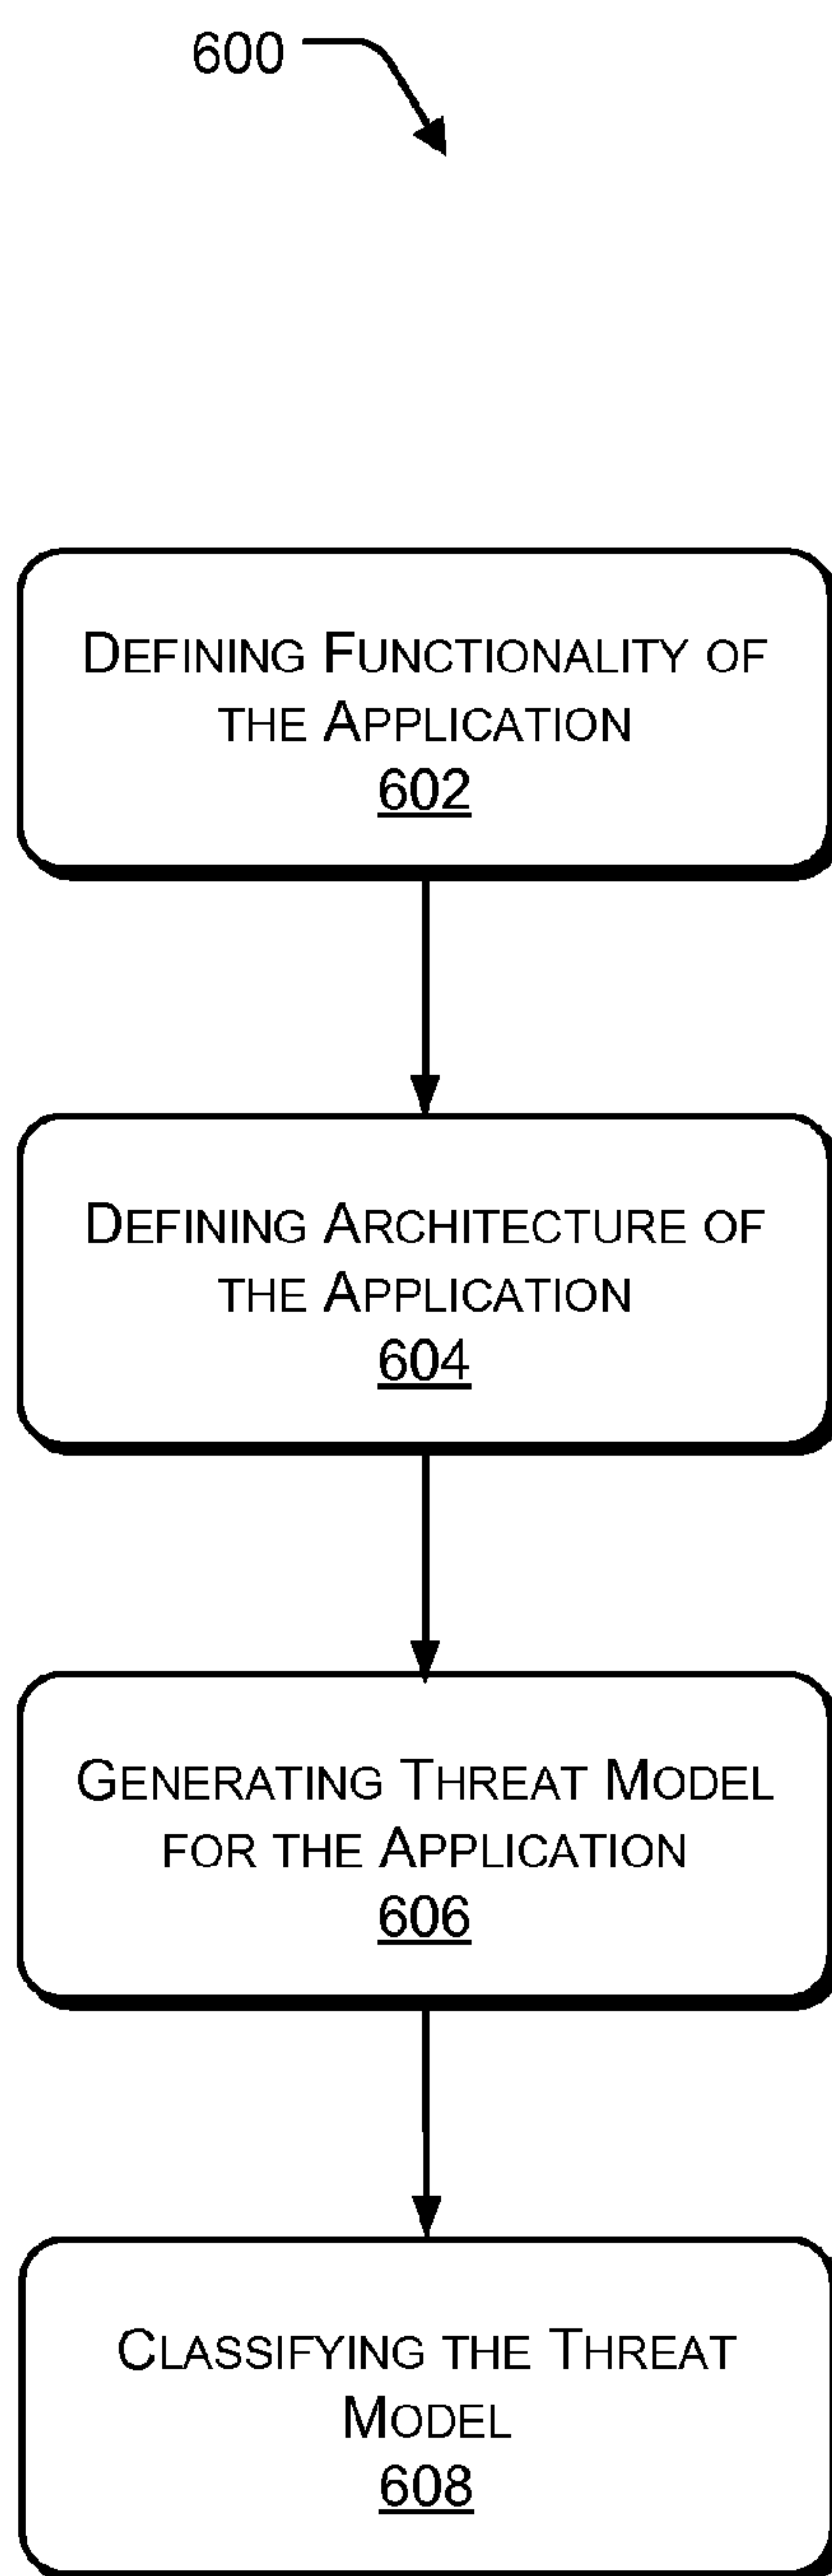 600
DEFINING FUNCTIONALITY OF
THE APPLICATION
602
DEFINING ARCHITECTURE OF
THE APPLICATION
604
GENERATING THREAT MODEL
FOR THE APPLICATION
606
CLASSIFYING THE THREAT
MODEL
608